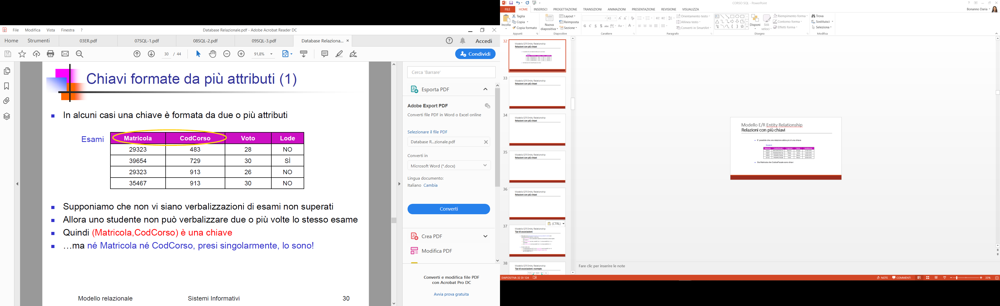 File Modifica Vista Finestra ?
Database Relazionale.pdf - Adobe Acrobat Reader DC
Home Strumenti 03ER.pdf 07SQL-1.pdf 08SQL-2.pdf 09SQL-3.pdf Database Relaziona... × Accedi
30 / 44 91,8% Condividi
Chiavi formate da più attributi (1)
In alcuni casi una chiave è formata da due o più attributi
Esami
Matricola CodCorso Voto Lode
29323 483 28 NO
39654 729 30 SÌ
29323 913 26 NO
35467 913 30 NO
Supponiamo che non vi siano verbalizzazioni di esami non superati
Allora uno studente non può verbalizzare due o più volte lo stesso esame
Quindi (Matricola,CodCorso) è una chiave
…ma né Matricola né CodCorso, presi singolarmente, lo sono!
Modello relazionale Sistemi Informativi 30
Cerca 'Barrare'
Esporta PDF
Adobe Export PDF
Converti file PDF in Word o Excel online
Selezionare il file PDF
Database R...zionale.pdf
Converti in
Microsoft Word (*.docx)
Lingua documento:
Italiano Cambia
Converti
Crea PDF
Modifica PDF
Converti e modifica file PDF
con Acrobat Pro DC
Avvia prova gratuita
CORSO SQL - PowerPoint
FILE HOME INSERISCI PROGETTAZIONE TRANSIZIONI ANIMAZIONI PRESENTAZIONE REVISIONE VISUALIZZA Bonanno Daria
Incolla
Taglia
Copia
Copia formato
Appunti
Nuova
diapositiva
Layout
Reimposta
Sezione
Diapositive
43
G C S S abc AV Aa A
Carattere
Orientamento testo
Allinea testo
Converti in SmartArt
Paragrafo
Disponi
Stili
veloci
Riempimento forma
Contorno forma
Effetti forma
Disegno
Trova
Sostituisci
Seleziona
Modifica
32
Modello E/R Entity Relationship
Relazioni con più chiavi
33
Modello E/R Entity Relationship
Relazioni con più chiavi
34
Modello E/R Entity Relationship
Relazioni con più chiavi
35
Modello E/R Entity Relationship
Relazioni con più chiavi
36
Modello E/R Entity Relationship
Relazioni con più chiavi
(CTRL)
37
Modello E/R Entity Relationship
Tipi di associazioni
38
Modello E/R Entity Relationship
Tipi di associazioni: esempio
Modello E/R Entity Relationship
Relazioni con più chiavi
E' possibile che una relazione abbia più di una chiave
Studenti
Matricola CodiceFiscale Cognome Nome DataNascita
Sia Matricola che CodiceFiscale sono chiavi
Fare clic per inserire le note
DIAPOSITIVA 32 DI 124 NOTE COMMENTI 33%